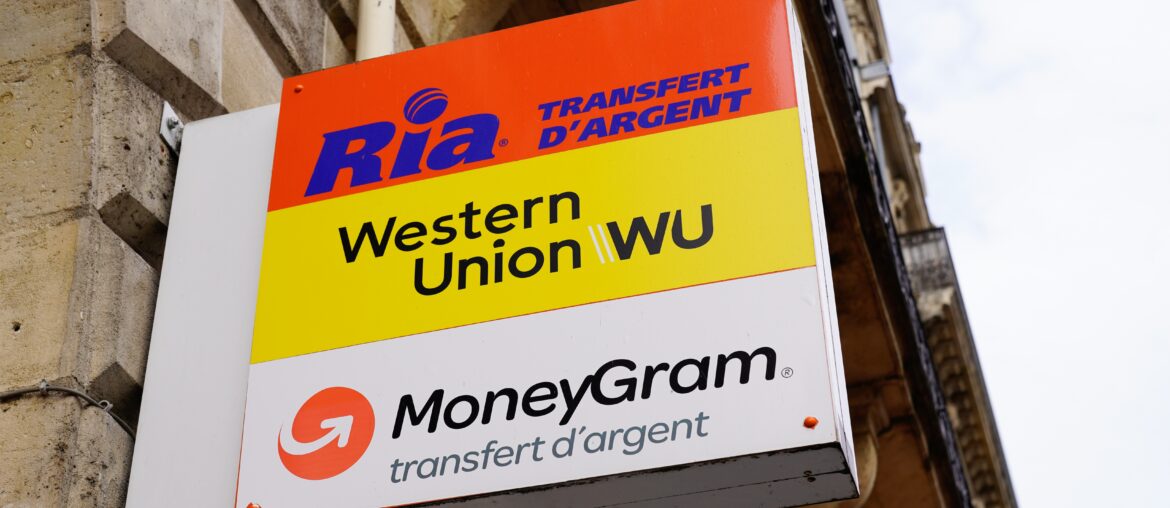 Ria® TRANSFERT
D'ARGENT
Western
Union WU
MoneyGram®
transfert d'argent